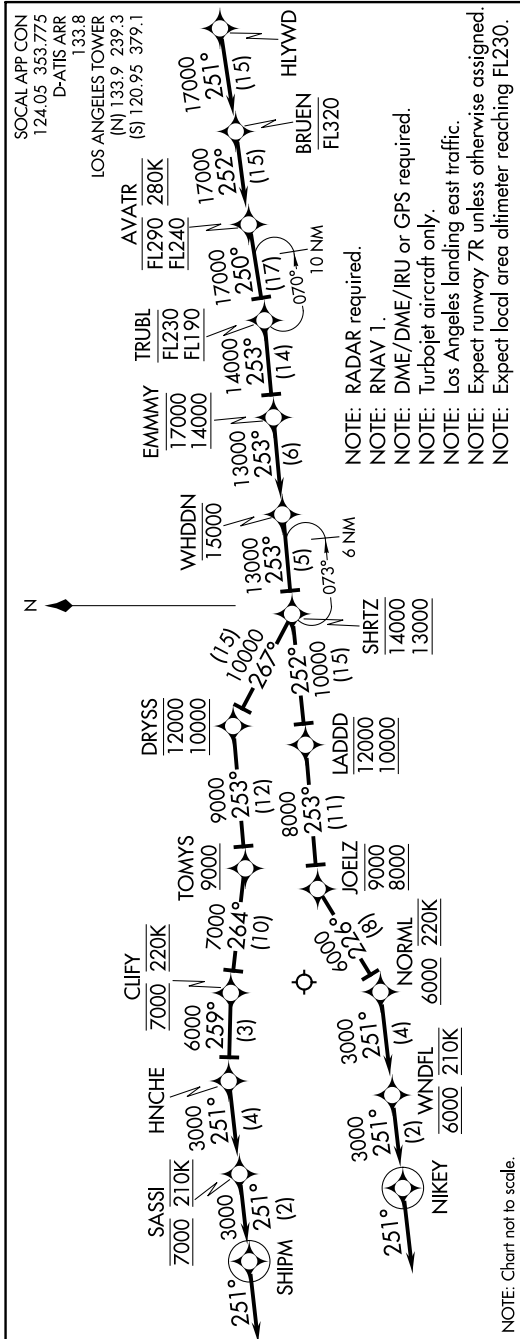 SOCAL APP CON
124.05 353.775
D-ATIS ARR
133.8
LOS ANGELES TOWER
(N) 133.9 239.3
(S) 120.95 379.1
N
HLYWD
17000
251°
(15)
BRUEN
FL320
17000
252°
(15)
AVATR
FL290 280K
FL240
17000
250°
(17)
070°
10 NM
TRUBL
FL230
FL190
14000
253°
(14)
EMMMY
17000
14000
13000
253°
(6)
WHDDN
15000
13000
253°
(5)
073°
6 NM
SHRTZ
14000
13000
(15)
10000
267°
DRYSS
12000
10000
9000
253°
(12)
TOMYS
9000
7000
264°
(10)
CLIFY
7000 220K
6000
259°
(3)
HNCHE
3000
251°
(4)
SASSI
7000 210K
3000
251°
(2)
SHIPM
251°
252°
10000
(15)
LADDD
12000
10000
8000
253°
(11)
JOELZ
9000
8000
6000
226°
(8)
NORML
6000 220K
3000
251°
(4)
WNDFL
6000 210K
3000
251°
(2)
NIKEY
251°
NOTE: RADAR required.
NOTE: RNAV 1.
NOTE: DME/DME/IRU or GPS required.
NOTE: Turbojet aircraft only.
NOTE: Los Angeles landing east traffic.
NOTE: Expect runway 7R unless otherwise assigned.
NOTE: Expect local area altimeter reaching FL230.
NOTE: Chart not to scale.